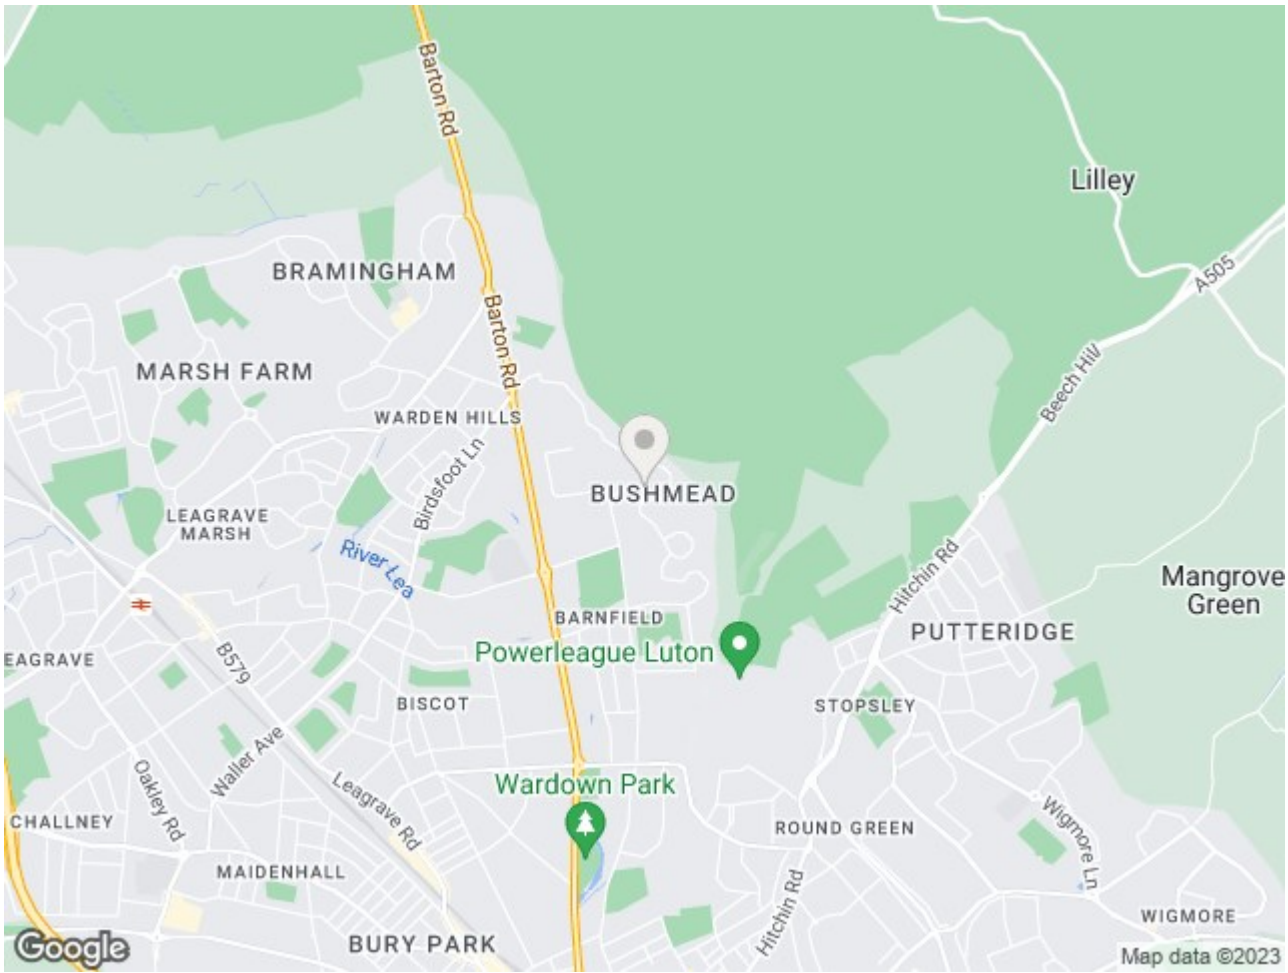 Barton Rd
Lilley
A505
BRAMINGHAM
Barton Rd
MARSH FARM
Beech Hill
WARDEN HILLS
Birdsfoot Ln
BUSHMEAD
LEAGRAVE
MARSH
River Lea
Hitchin Rd
Mangrove
Green
BARNFIELD
PUTTERIDGE
Powerleague Luton
EAGRAVE
B579
BISCOT
STOPSLEY
Waller Ave
Oakley Rd
Leagrave Rd
Wardown Park
CHALLNEY
ROUND GREEN
Wigmore Ln
MAIDENHALL
Hitchin Rd
WIGMORE
BURY PARK
Google
Map data ©2023